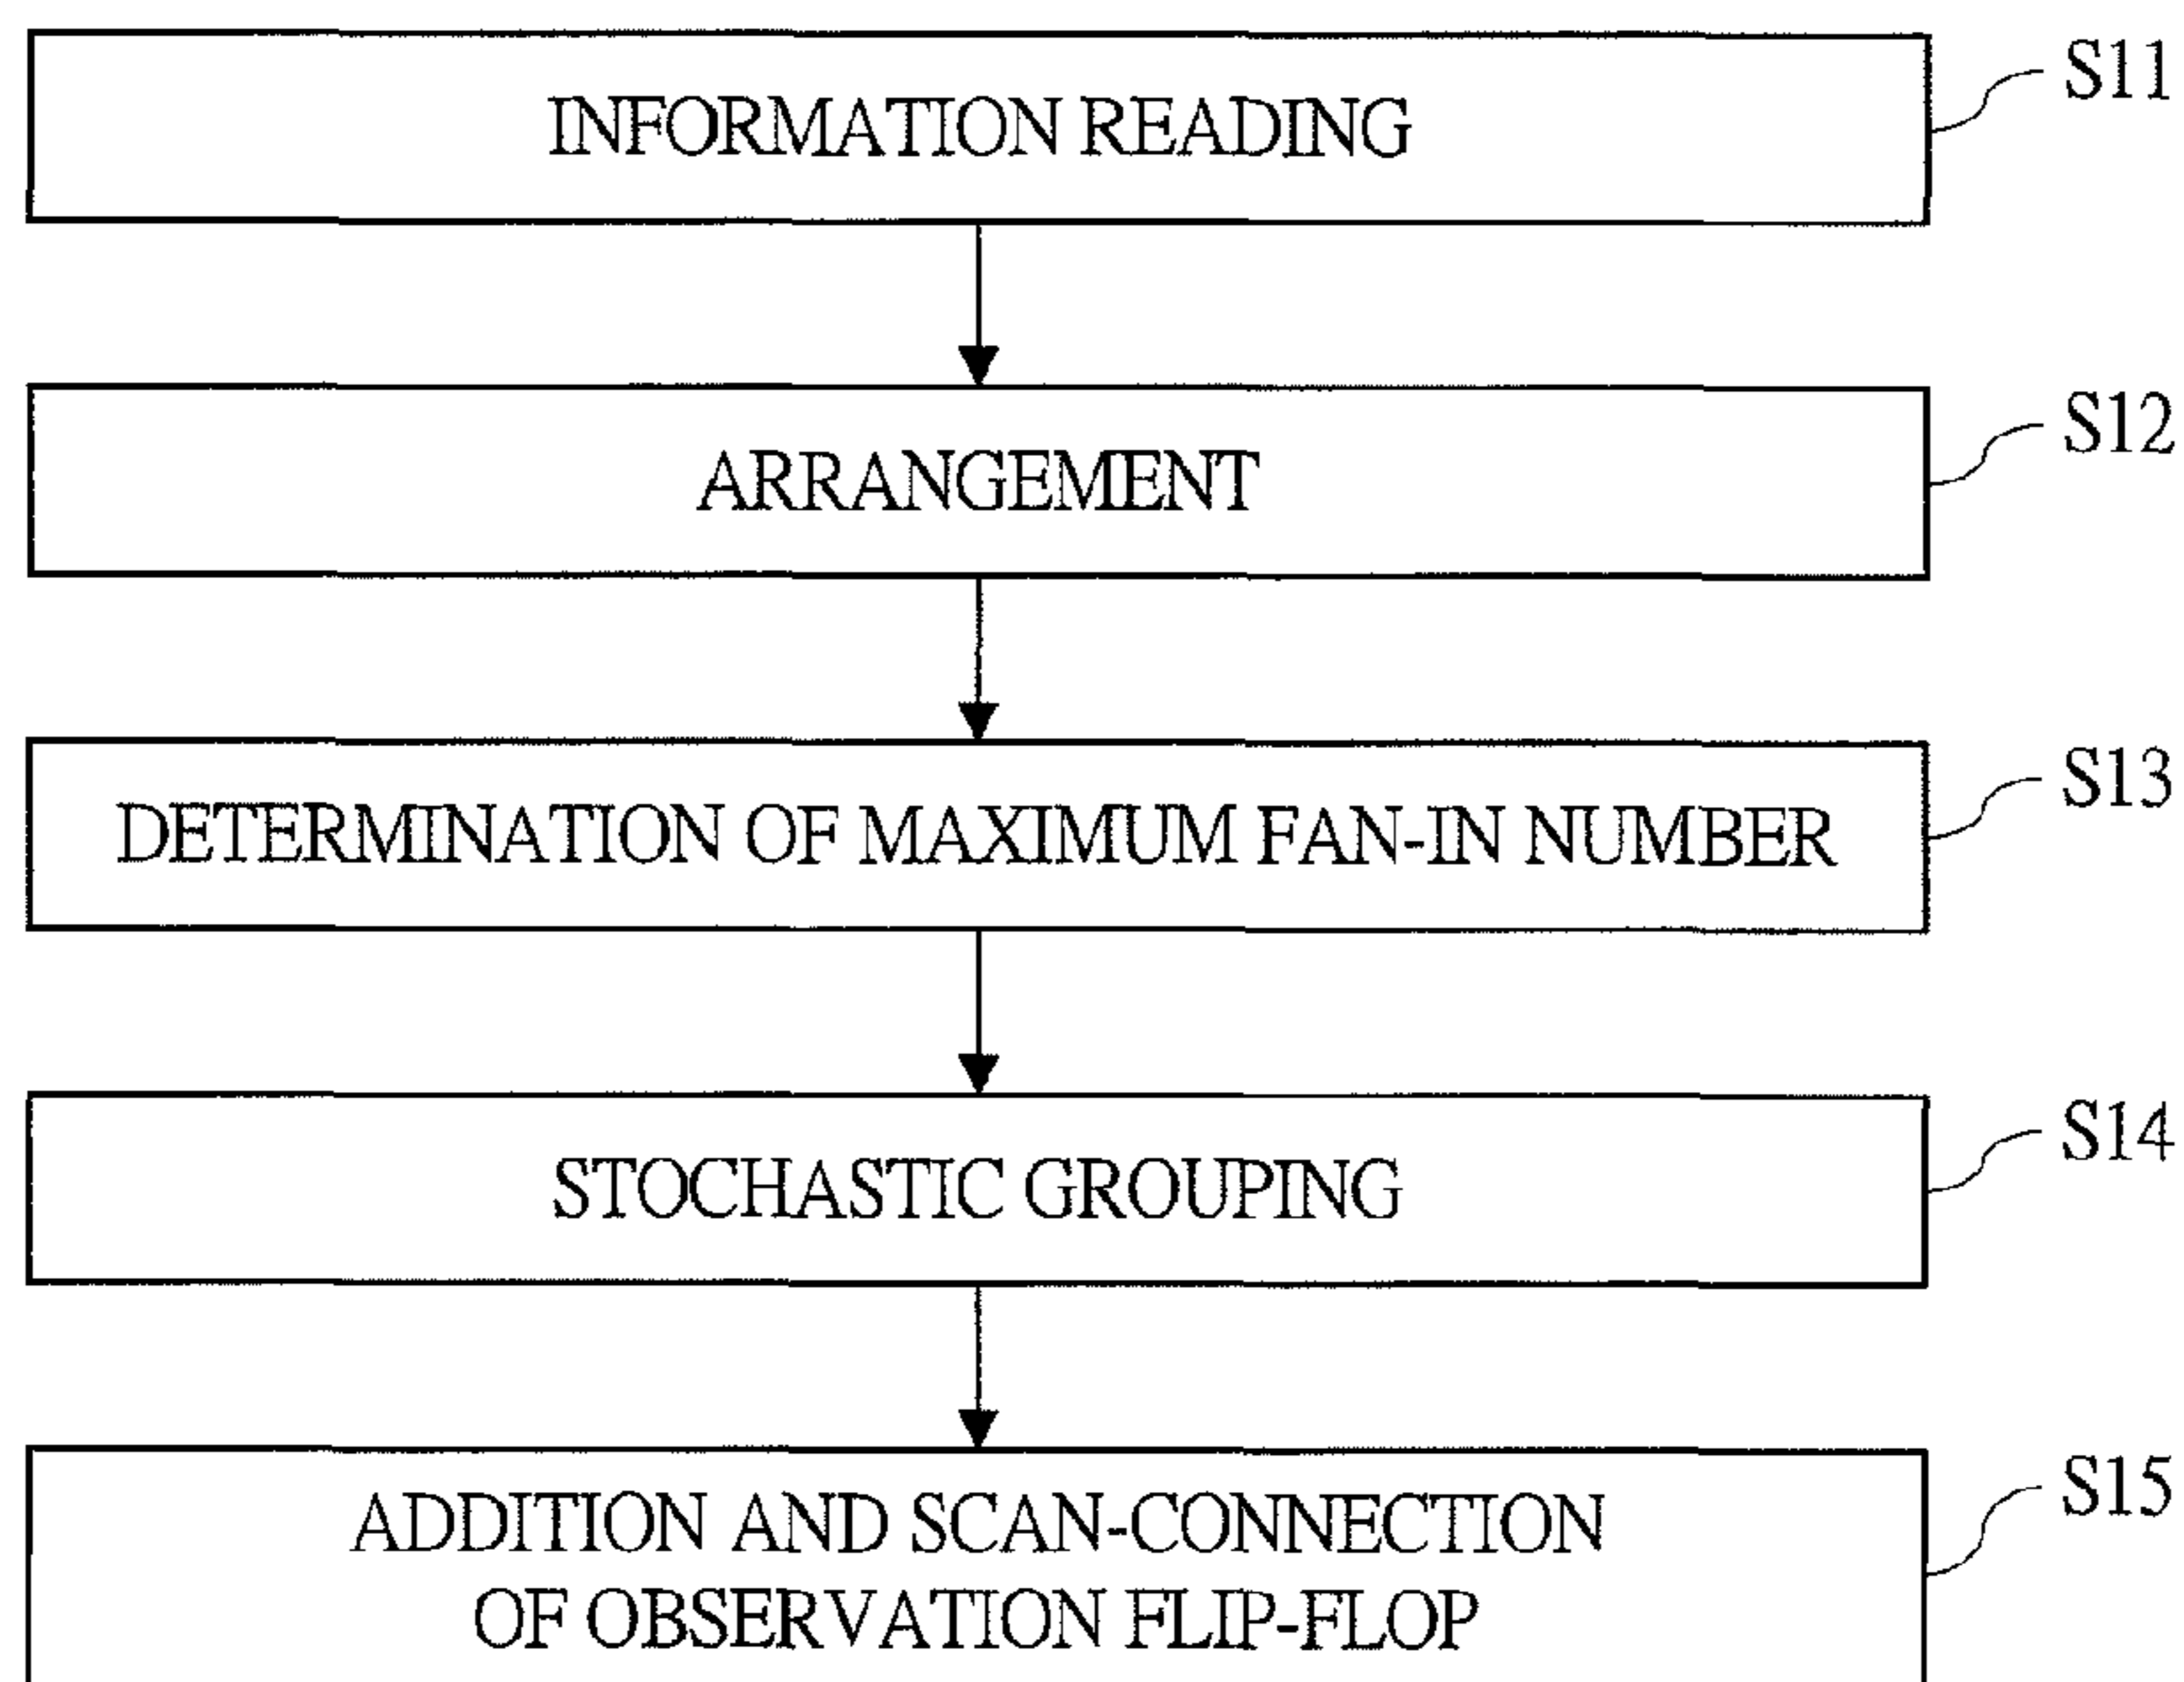 INFORMATION READING
S11
ARRANGEMENT
S12
DETERMINATION OF MAXIMUM FAN-IN NUMBER
S13
STOCHASTIC GROUPING
S14
ADDITION AND SCAN-CONNECTION
OF OBSERVATION FLIP-FLOP
S15